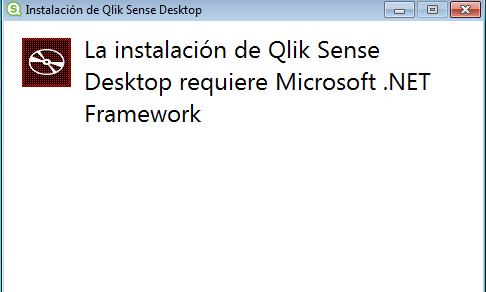 Instalación de Qlik Sense Desktop
La instalación de Qlik Sense
Desktop requiere Microsoft .NET
Framework